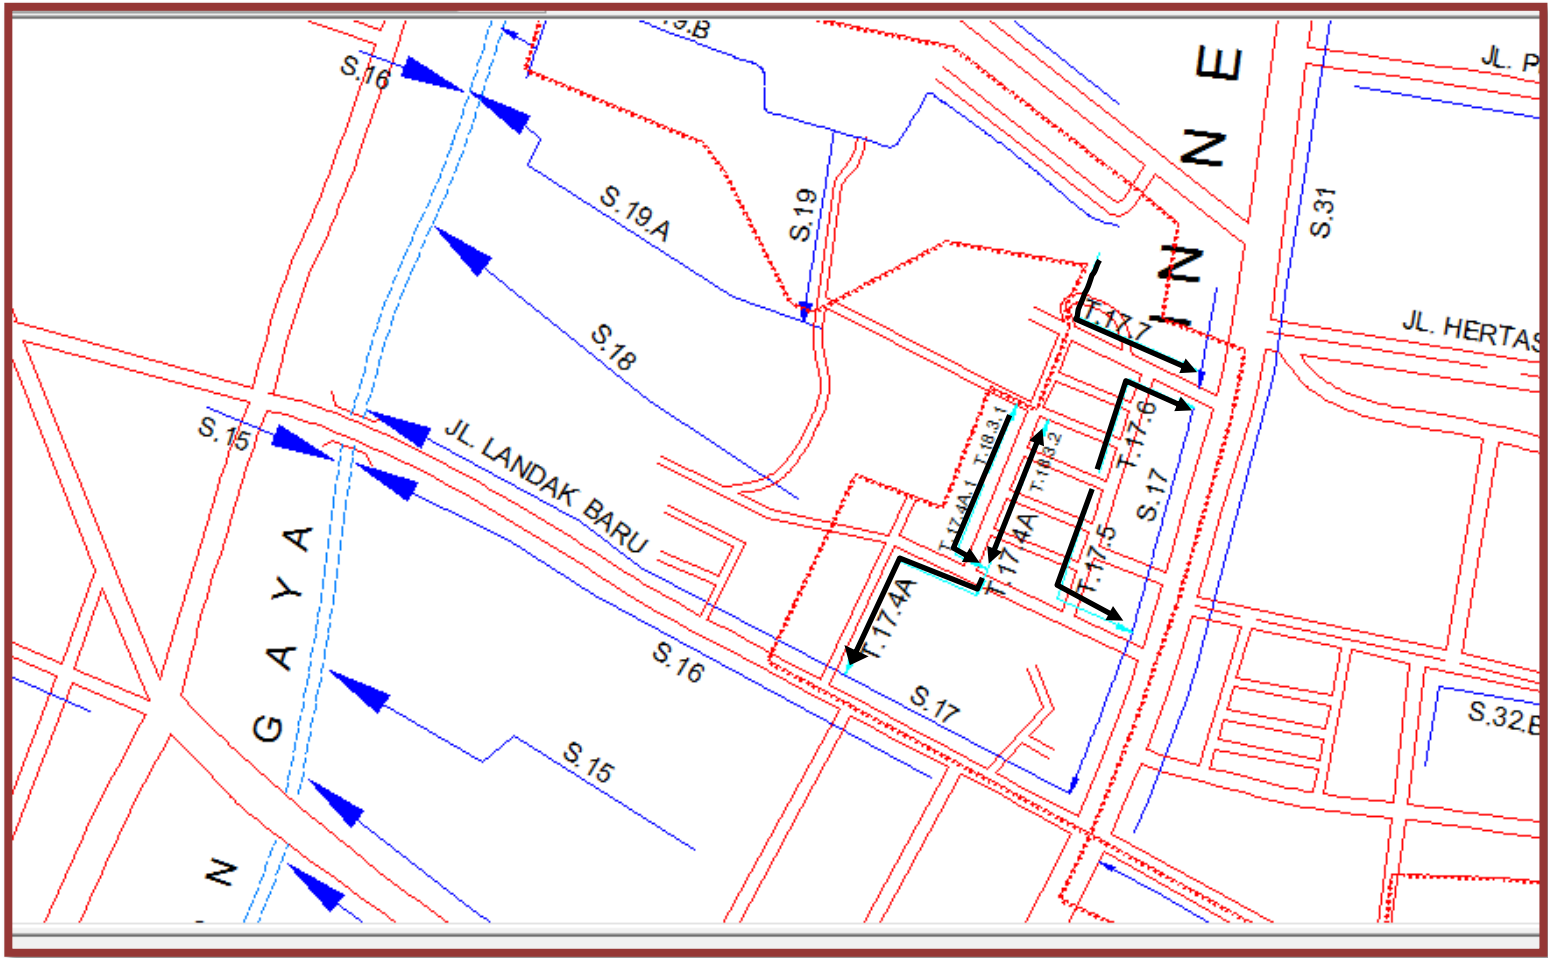 9.B
S.16
JL. P
E
N
N
I
S.31
S.19.A
S.19
S.18
T.17.7
JL. HERTAS
S.15
JL. LANDAK BARU
T.18.3.1
T.18.3.2
T.17.6
S.17
T.17.4A.1
T.17.4A
T.17.5
T.17.4A
A
Y
A
G
S.16
S.17
S.32.B
S.15
N